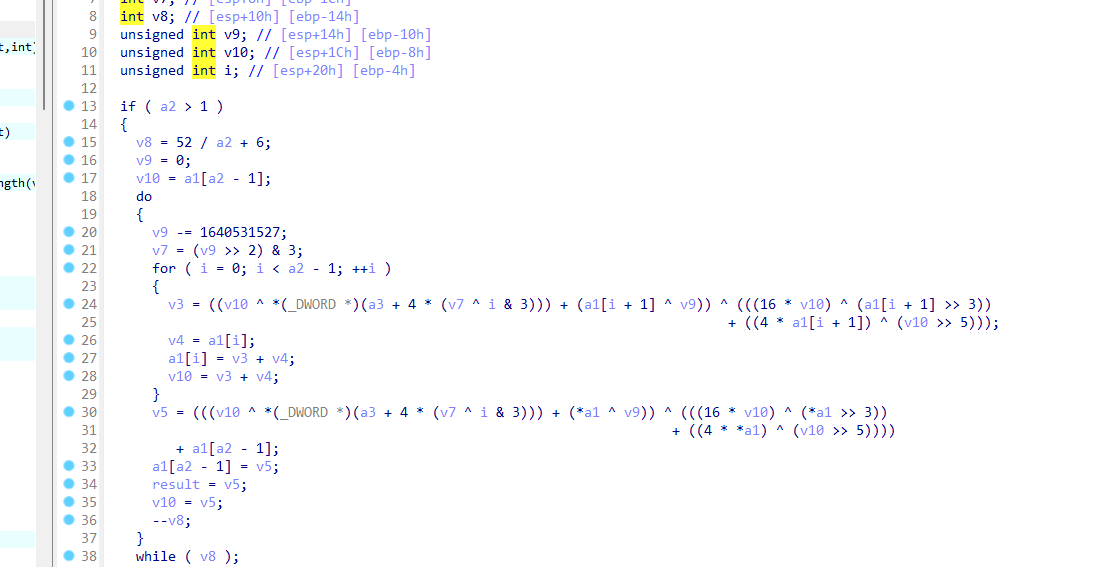 int v8; // [esp+10h] [ebp-14h]
unsigned int v9; // [esp+14h] [ebp-10h]
unsigned int v10; // [esp+1Ch] [ebp-8h]
unsigned int i; // [esp+20h] [ebp-4h]
if ( a2 > 1 )
{
v8 = 52 / a2 + 6;
v9 = 0;
v10 = a1[a2 - 1];
do
{
v9 -= 1640531527;
v7 = (v9 >> 2) & 3;
for ( i = 0; i < a2 - 1; ++i )
{
v3 = ((v10 ^ *(_DWORD *)(a3 + 4 * (v7 ^ i & 3))) + (a1[i + 1] ^ v9)) ^ (((16 * v10) ^ (a1[i + 1] >> 3))
+ ((4 * a1[i + 1]) ^ (v10 >> 5)));
v4 = a1[i];
a1[i] = v3 + v4;
v10 = v3 + v4;
}
v5 = (((v10 ^ *(_DWORD *)(a3 + 4 * (v7 ^ i & 3))) + (*a1 ^ v9)) ^ (((16 * v10) ^ (*a1 >> 3))
+ ((4 * *a1) ^ (v10 >> 5))))
+ a1[a2 - 1];
a1[a2 - 1] = v5;
result = v5;
v10 = v5;
--v8;
}
while ( v8 );
8
9
10
11
12
13
14
15
16
17
18
19
20
21
22
23
24
25
26
27
28
29
30
31
32
33
34
35
36
37
38
t,int)
t)